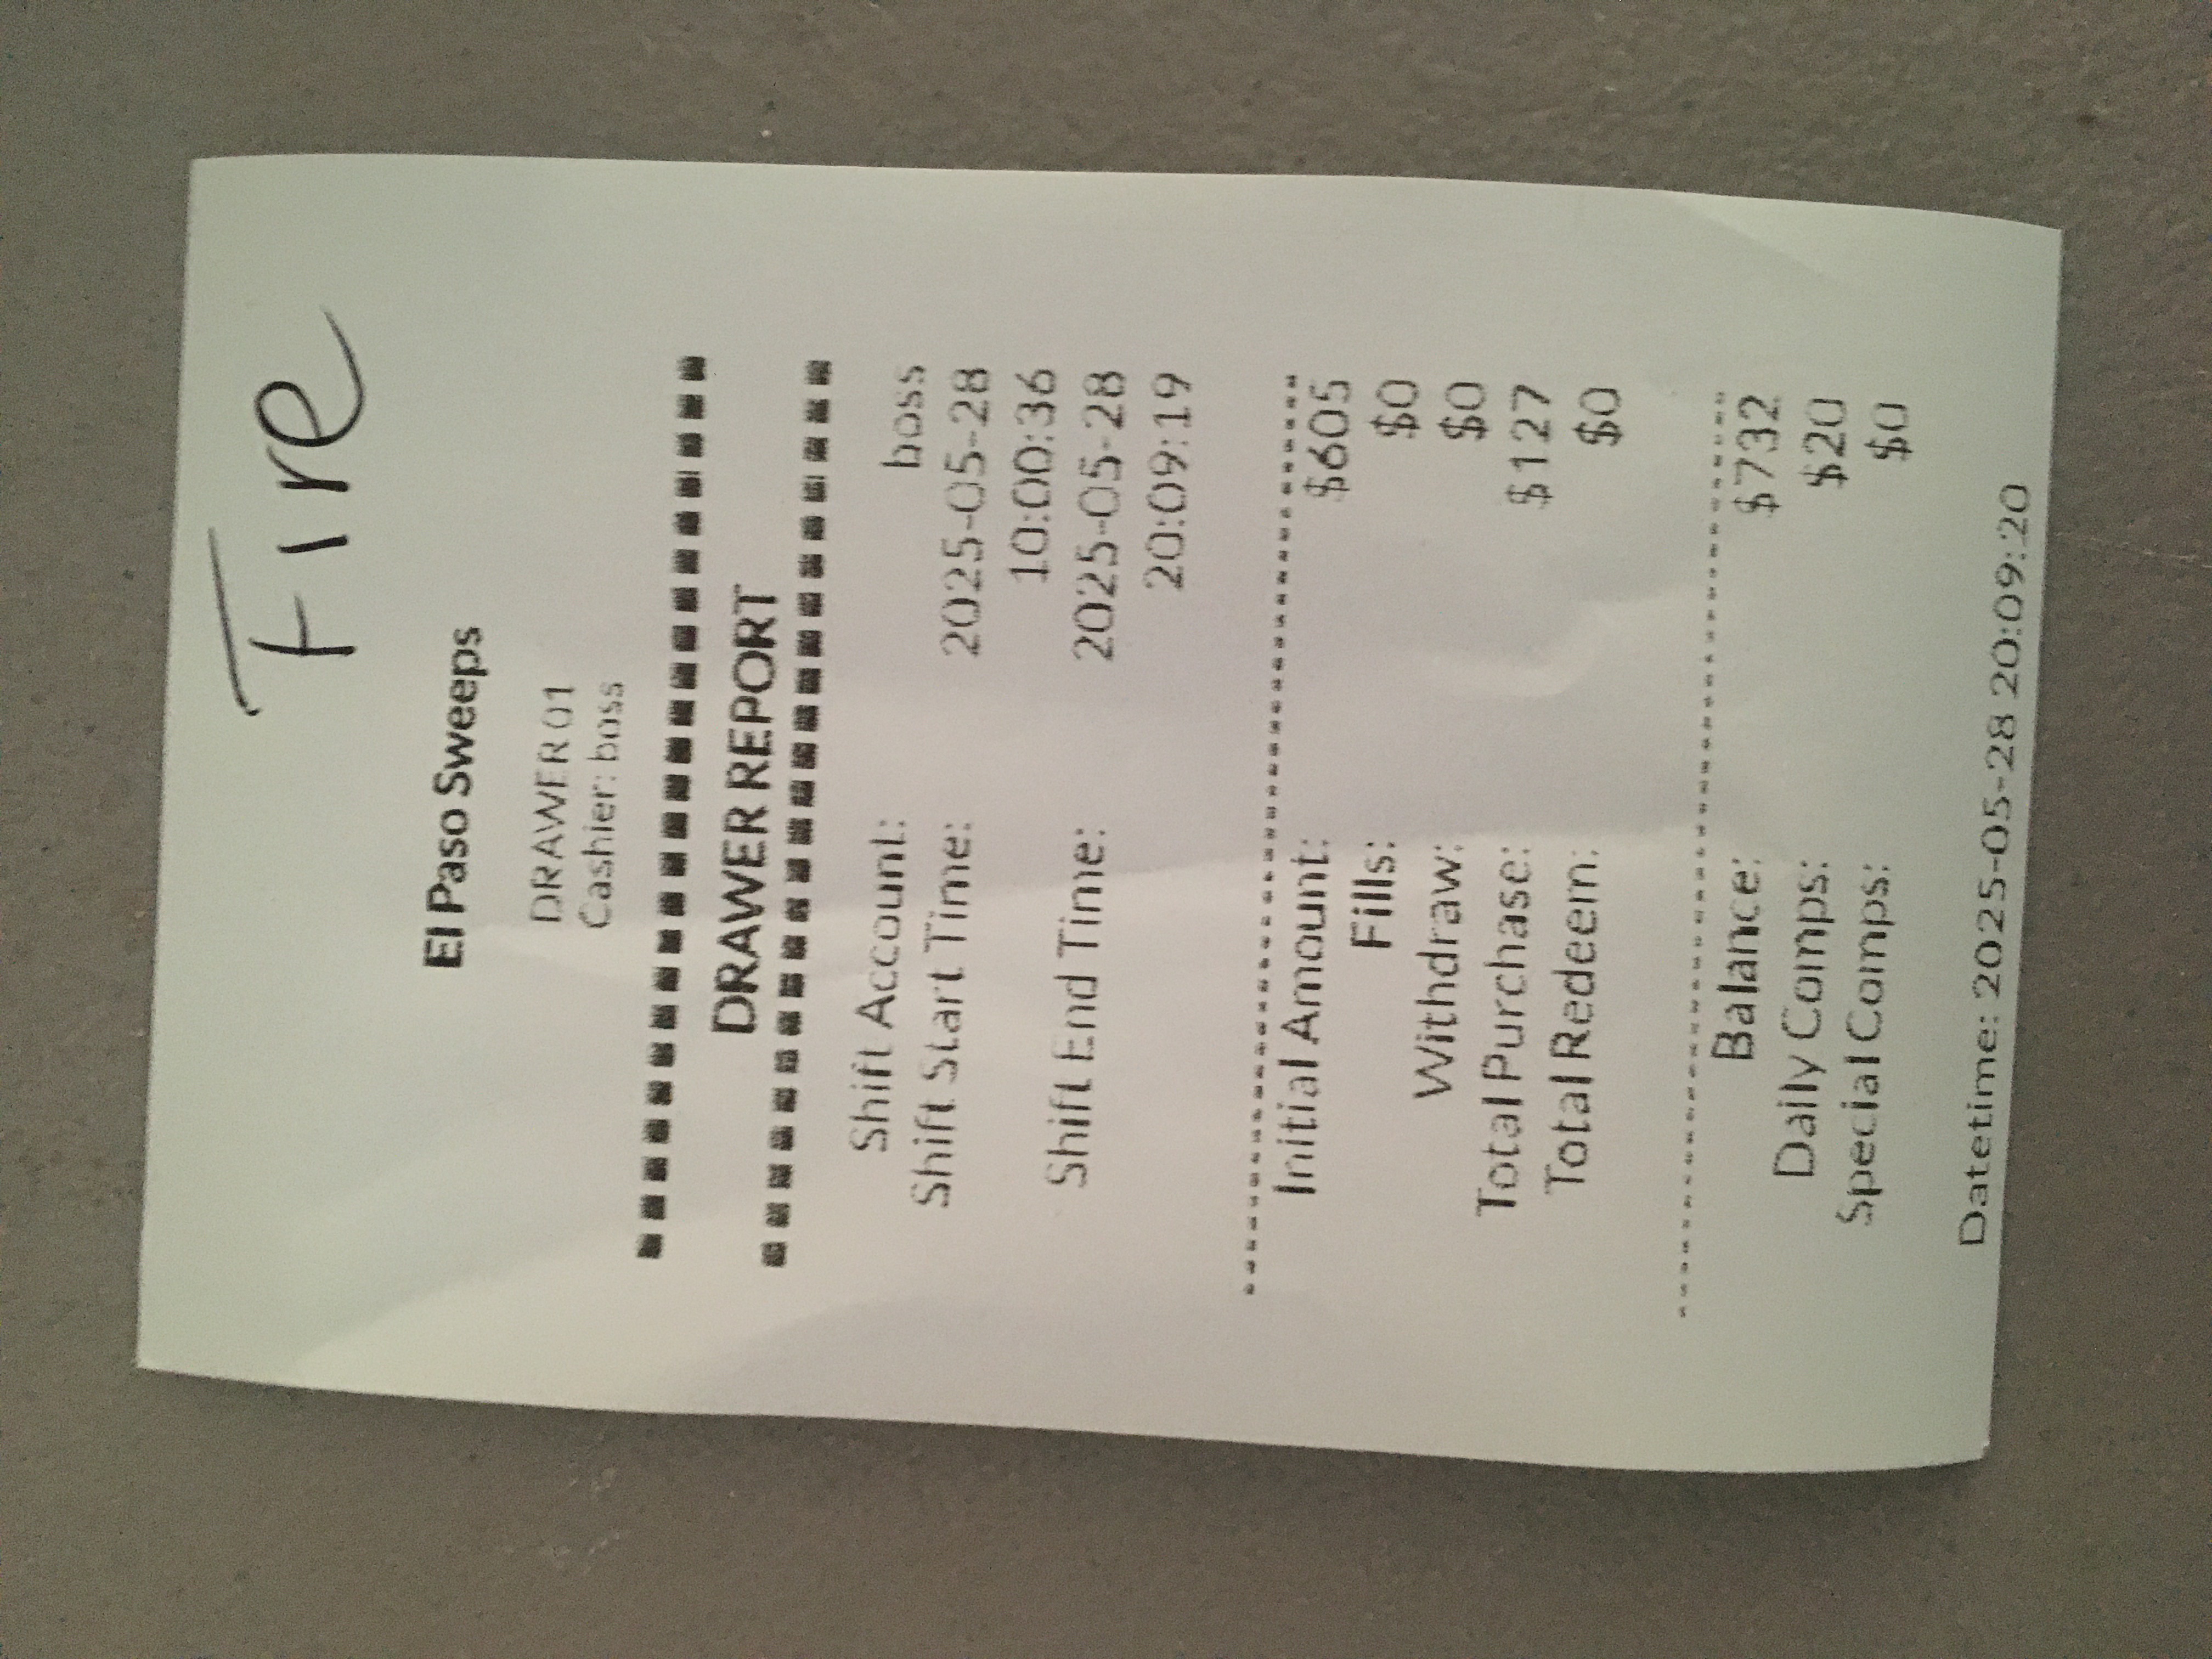 Fire
El Paso Sweeps
DRAWER 01
Cashier: boss
DRAWER REPORT
Shift Account: boss
Shift Start Time: 2025-05-28
10:00:36
Shift End Time: 2025-05-28
20:09:19
Initial Amount: $605
Fills: $0
Withdraw: $0
Total Purchase: $127
Total Redeem: $0
Balance: $732
Daily Comps: $20
Special Comps: $0
Datetime: 2025-05-28 20:09:20